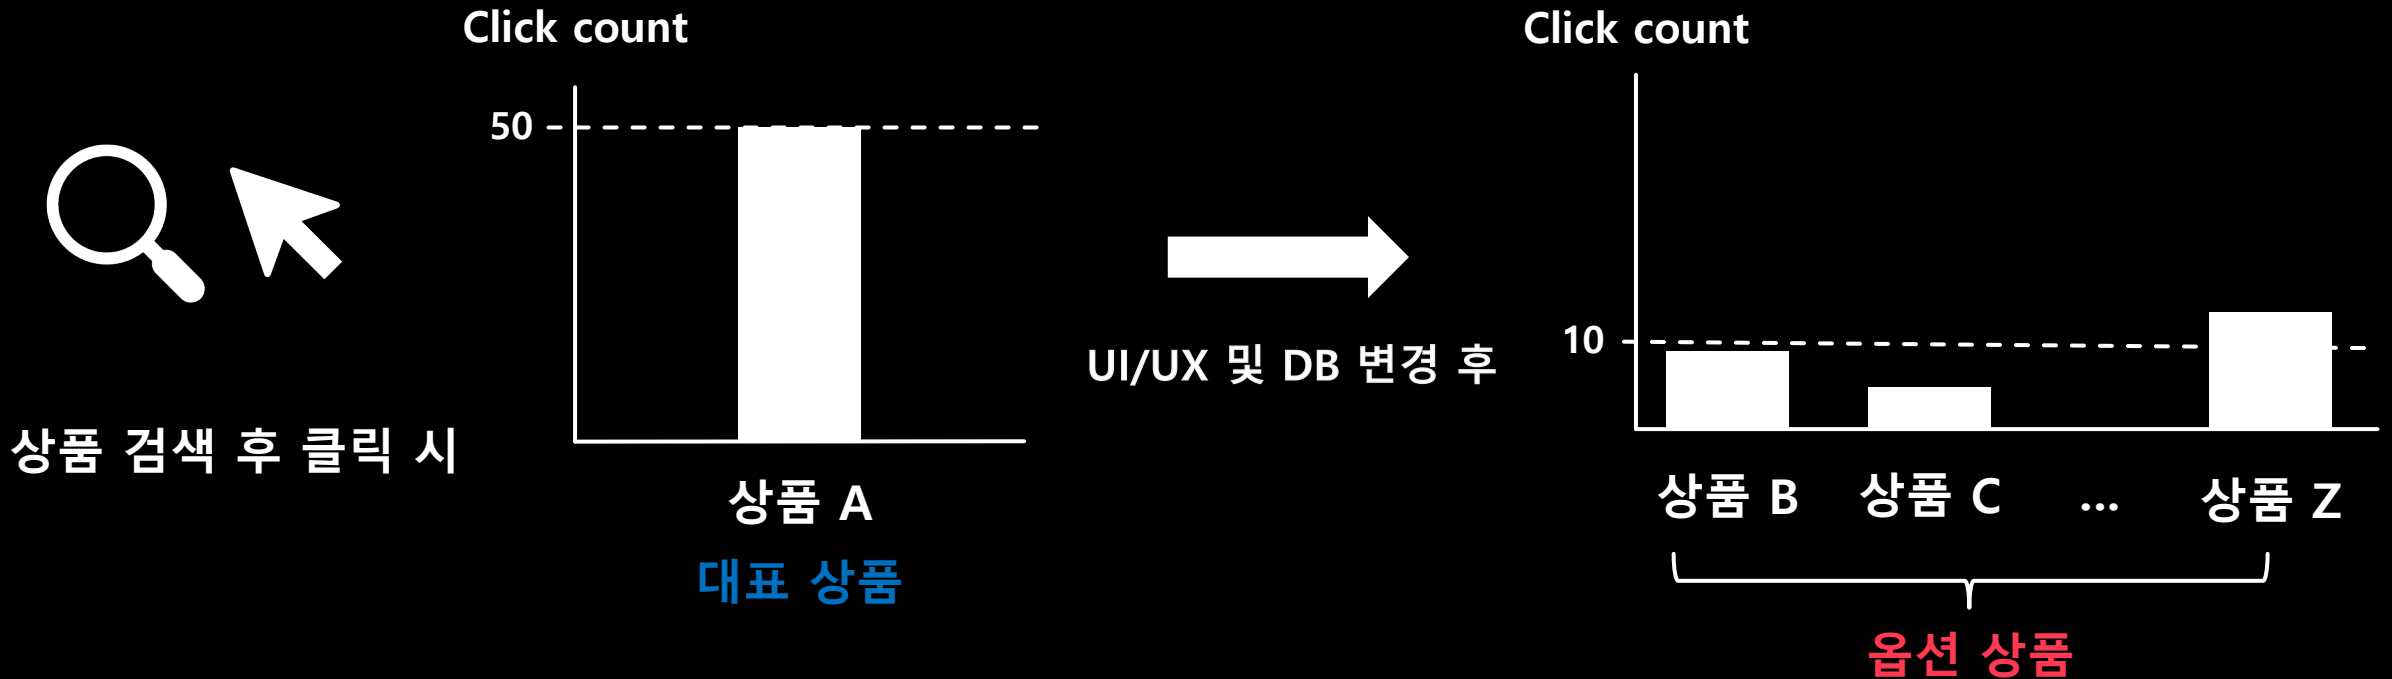 Click count
50
상품 검색 후 클릭 시
상품 A
대표 상품
UI/UX 및 DB 변경 후
Click count
10
상품 B
상품 C
...
상품 Z
옵션 상품